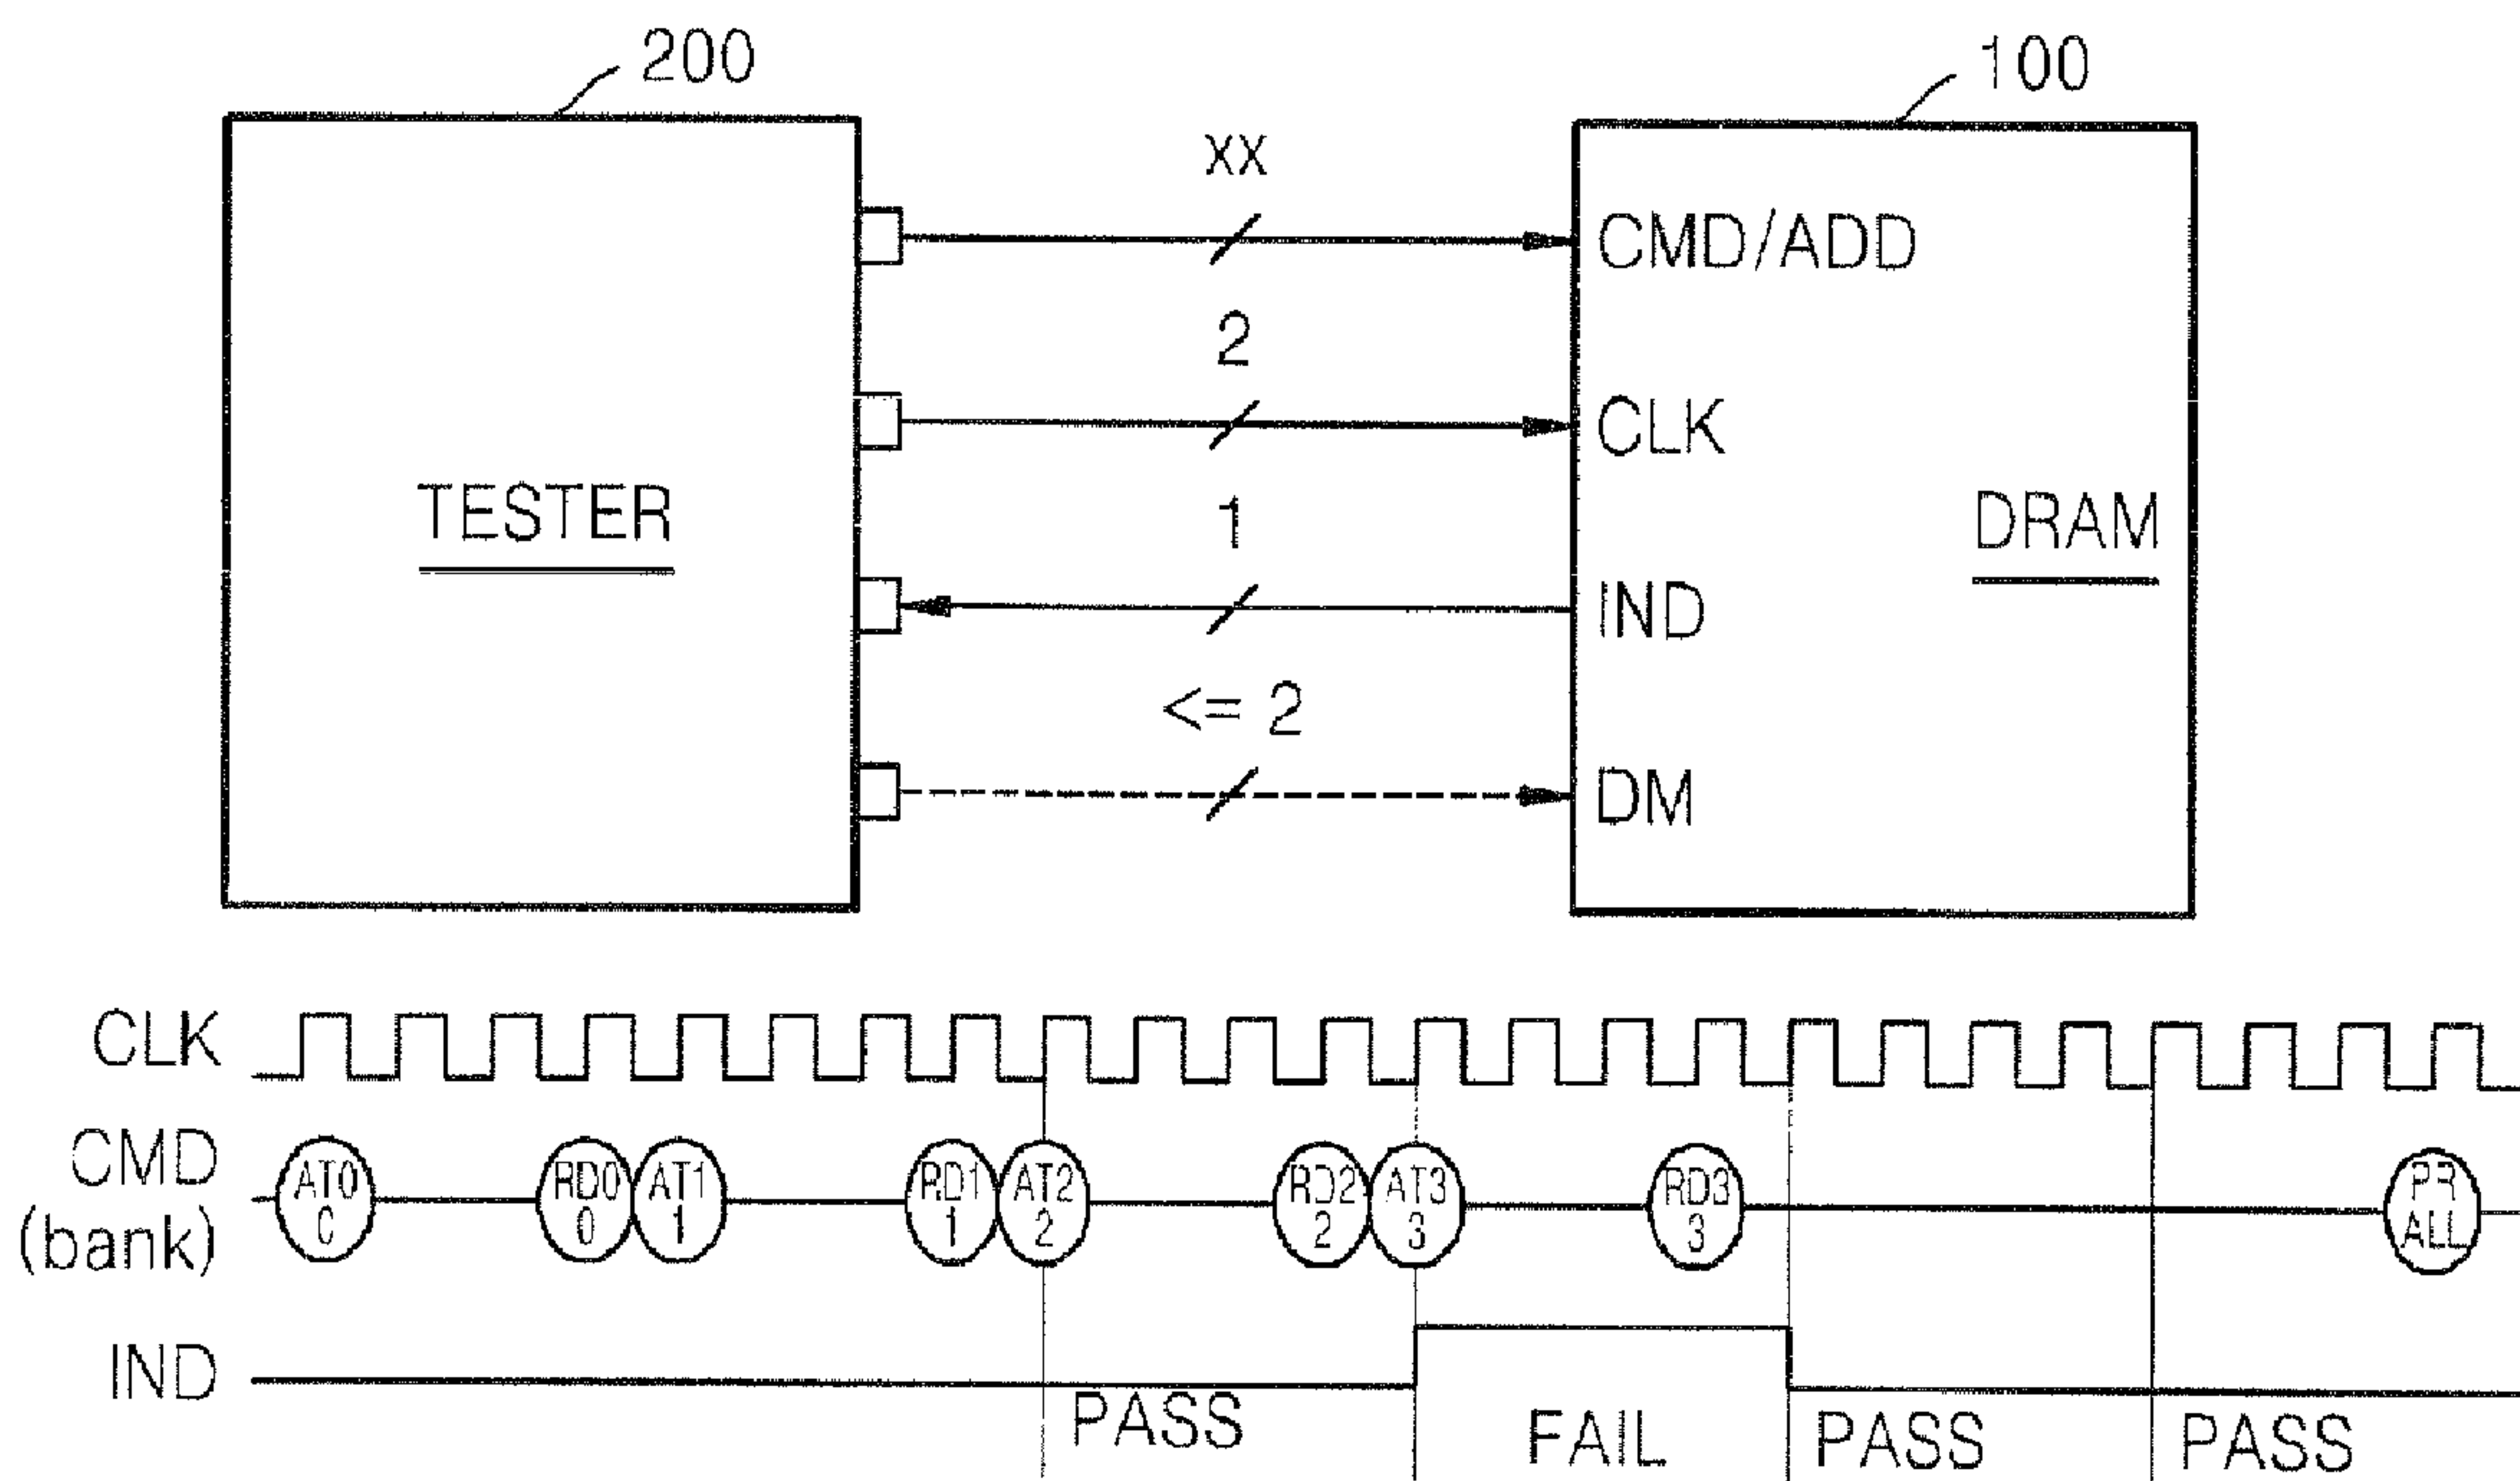 200
100
XX
CMD/ADD
2
CLK
TESTER
1
DRAM
IND
<= 2
DM
CLK
CMD
(bank)
AT0
0
RD0
0
AT1
1
RD1
1
AT2
2
RD2
2
AT3
3
RD3
3
PR
ALL
IND
PASS
FAIL
PASS
PASS